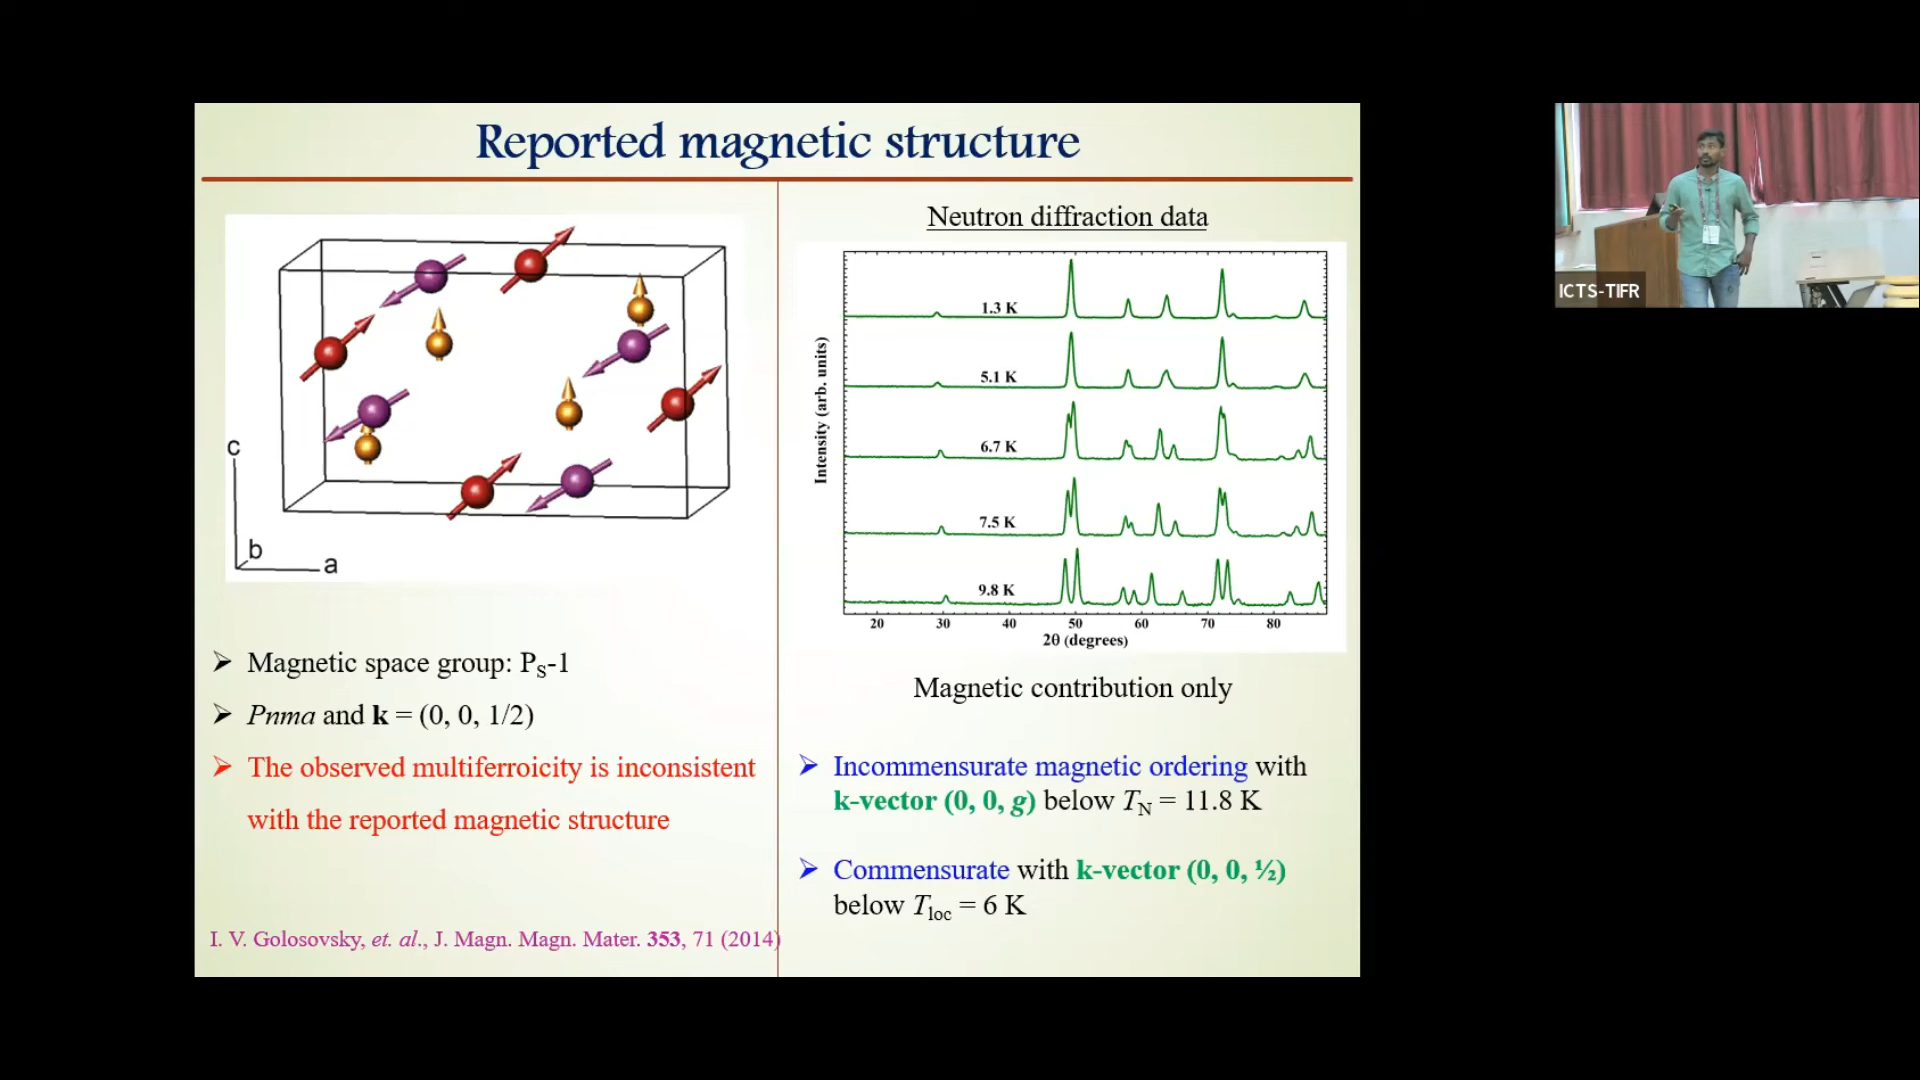 Reported magnetic structure
c
b
a
➢ Magnetic space group: PS-1
➢ Pnma and k = (0, 0, 1/2)
➢ The observed multiferroicity is inconsistent
with the reported magnetic structure
I. V. Golosovsky, et. al., J. Magn. Magn. Mater. 353, 71 (2014)
Neutron diffraction data
Intensity (arb. units)
1.3 K
5.1 K
6.7 K
7.5 K
9.8 K
20 30 40 50 60 70 80
2θ (degrees)
Magnetic contribution only
➢ Incommensurate magnetic ordering with
k-vector (0, 0, g) below TN = 11.8 K
➢ Commensurate with k-vector (0, 0, ½)
below Tloc = 6 K
ICTS-TIFR